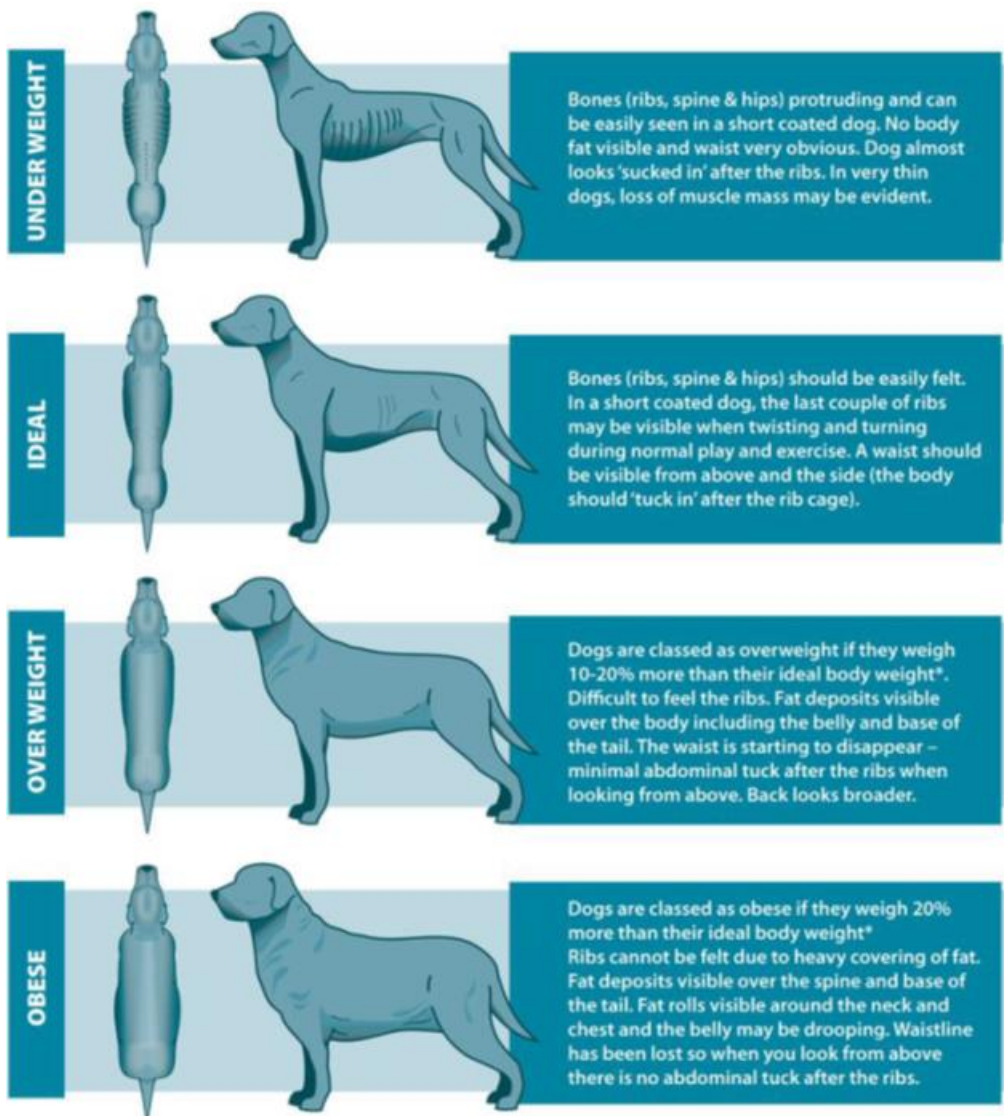 UNDER WEIGHT
Bones (ribs, spine & hips) protruding and can
be easily seen in a short coated dog. No body
fat visible and waist very obvious. Dog almost
looks ‘sucked in’ after the ribs. In very thin
dogs, loss of muscle mass may be evident.
IDEAL
Bones (ribs, spine & hips) should be easily felt.
In a short coated dog, the last couple of ribs
may be visible when twisting and turning
during normal play and exercise. A waist should
be visible from above and the side (the body
should ‘tuck in’ after the rib cage).
OVER WEIGHT
Dogs are classed as overweight if they weigh
10-20% more than their ideal body weight*.
Difficult to feel the ribs. Fat deposits visible
over the body including the belly and base of
the tail. The waist is starting to disappear –
minimal abdominal tuck after the ribs when
looking from above. Back looks broader.
OBESE
Dogs are classed as obese if they weigh 20%
more than their ideal body weight*
Ribs cannot be felt due to heavy covering of fat.
Fat deposits visible over the spine and base of
the tail. Fat rolls visible around the neck and
chest and the belly may be drooping. Waistline
has been lost so when you look from above
there is no abdominal tuck after the ribs.